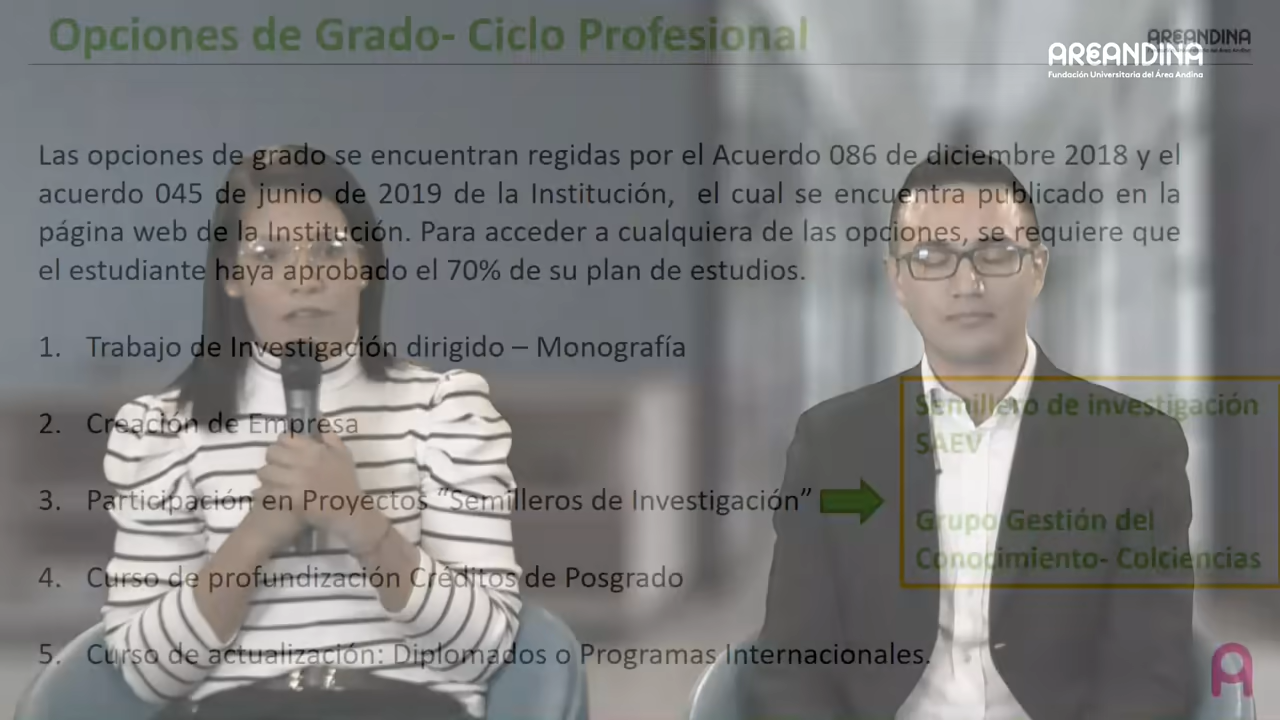 Opciones de Grado- Ciclo Profesional
AREANDINA
AREANDINA
Fundación Universitaria del Área Andina
Las opciones de grado se encuentran regidas por el Acuerdo 086 de diciembre 2018 y el
acuerdo 045 de junio de 2019 de la Institución, el cual se encuentra publicado en la
página web de la Institución. Para acceder a cualquiera de las opciones, se requiere que
el estudiante haya aprobado el 70% de su plan de estudios.
1. Trabajo de Investigación dirigido – Monografía
2. Creación de Empresa
3. Participación en Proyectos “Semilleros de Investigación”
Semillero de investigación
SAEV
Grupo Gestión del
Conocimiento- Colciencias
4. Curso de profundización Créditos de Posgrado
5. Curso de actualización: Diplomados o Programas Internacionales.